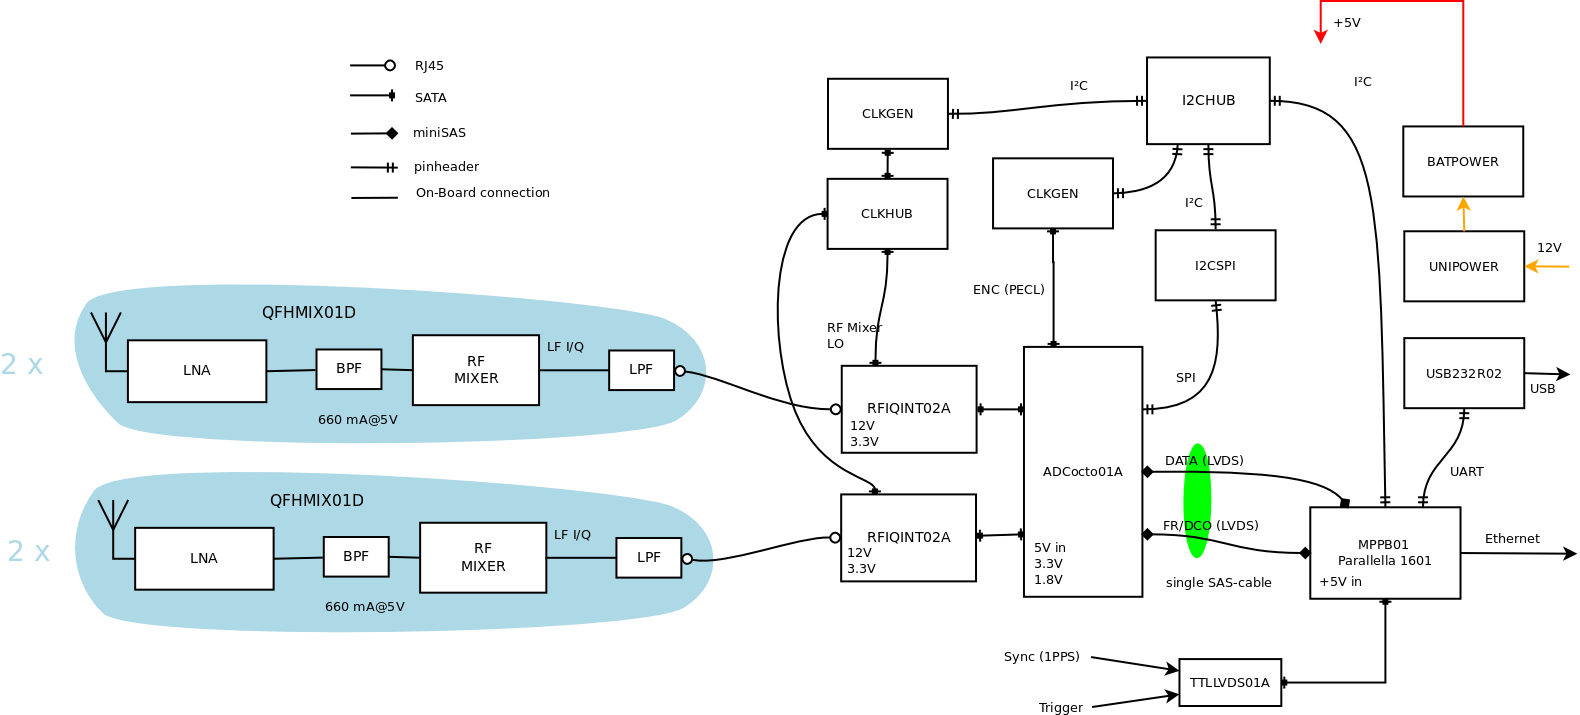 RJ45
SATA
miniSAS
pinheader
On-Board connection
+5V
I²C
I²C
CLKGEN
I2CHUB
BATPOWER
CLKHUB
CLKGEN
I²C
12V
I2CSPI
UNIPOWER
ENC (PECL)
RF Mixer
LO
2 x
QFHMIX01D
LNA
BPF
RF
MIXER
LF I/Q
LPF
660 mA@5V
RFIQINT02A
12V
3.3V
SPI
USB232R02
USB
ADCocto01A
DATA (LVDS)
UART
2 x
QFHMIX01D
LNA
BPF
RF
MIXER
LF I/Q
LPF
660 mA@5V
RFIQINT02A
12V
3.3V
5V in
3.3V
1.8V
FR/DCO (LVDS)
single SAS-cable
MPPB01
Parallella 1601
+5V in
Ethernet
Sync (1PPS)
TTLLVDS01A
Trigger